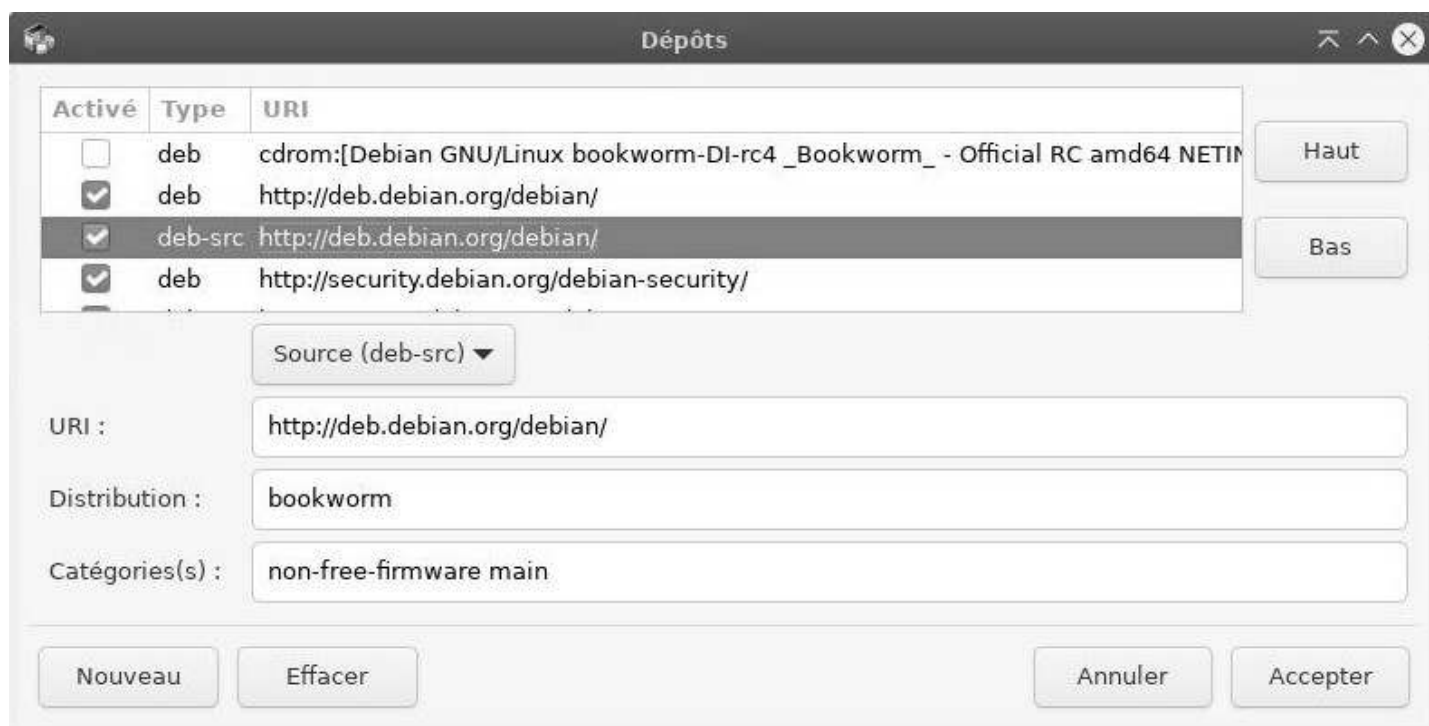 Dépôts
Activé Type URI
deb cdrom:[Debian GNU/Linux bookworm-DI-rc4 _Bookworm_ - Official RC amd64
Haut
deb http://deb.debian.org/debian/
deb-src http://deb.debian.org/debian/
Bas
deb http://security.debian.org/debian-security/
Source (deb-src)
URI : http://deb.debian.org/debian/
Distribution : bookworm
Catégories(s) : non-free-firmware main
Nouveau Effacer Annuler Accepter